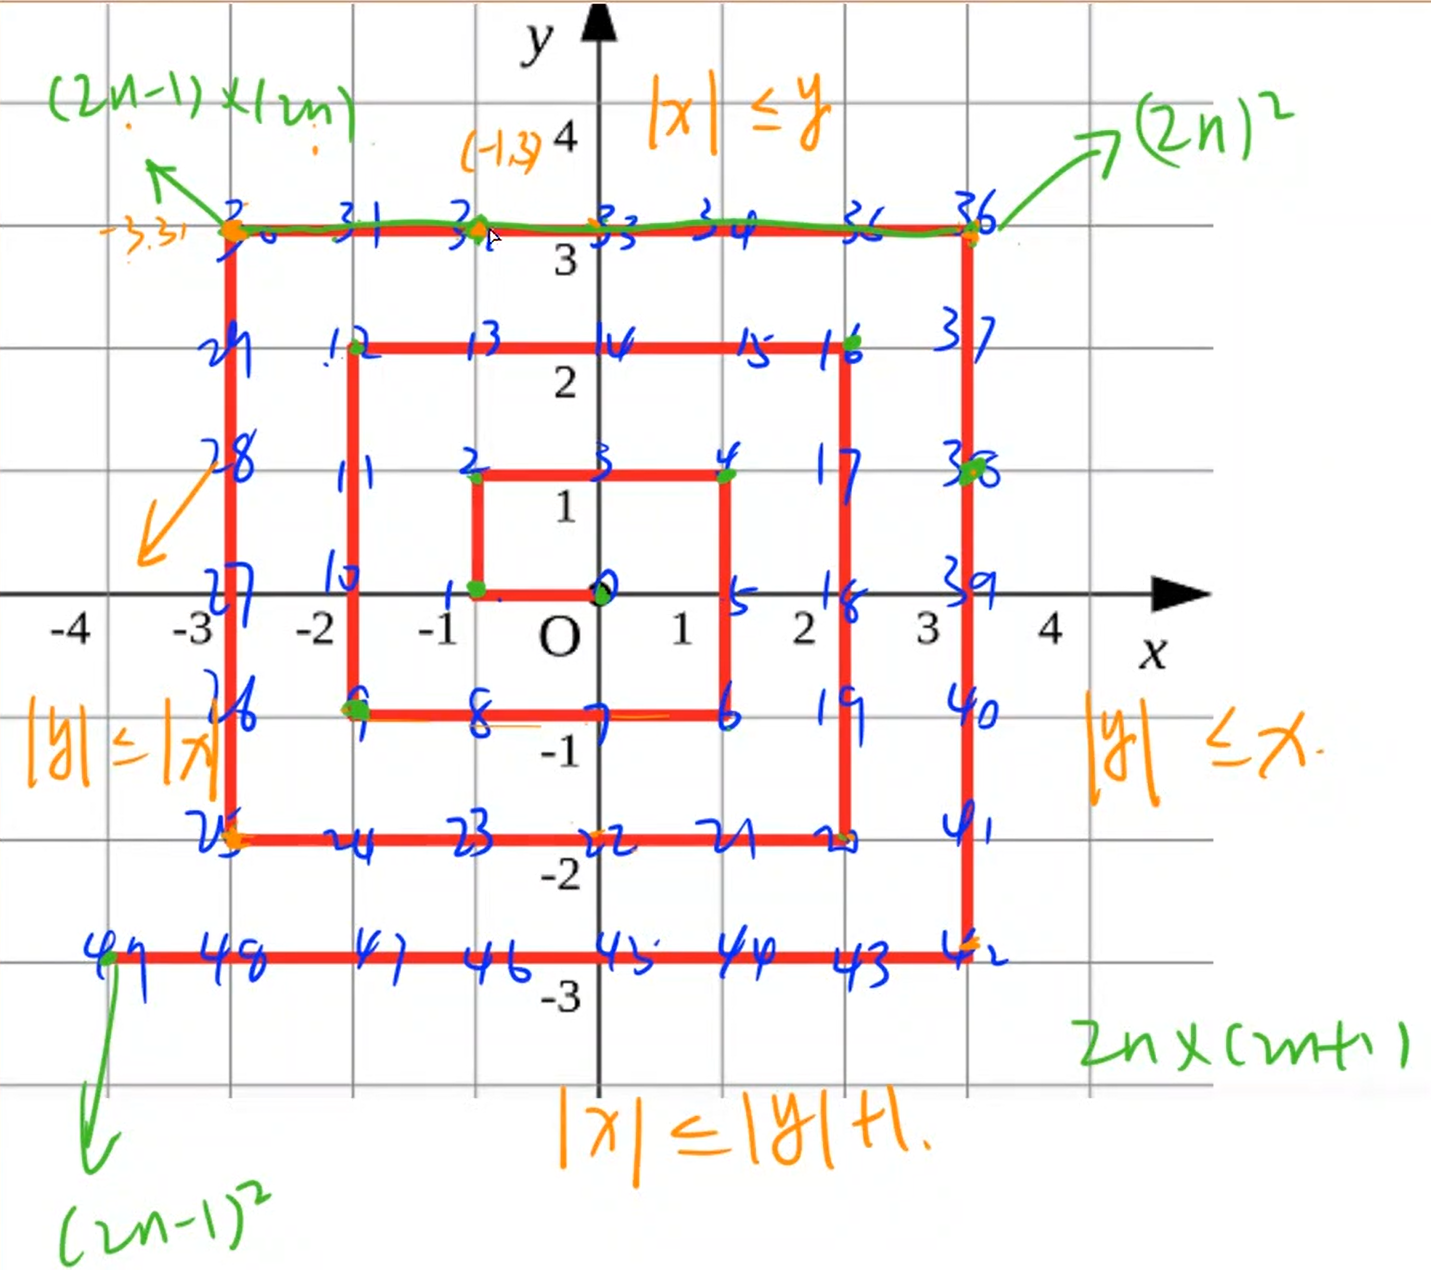 y
(2n-1)×(2n)
|x| ≤ y
(2n)²
(-1,3)
4
-3.31
30 31 32 33 34 36 36
3
29 12 13 14 15 16 37
2
28 11 2 3 4 17 38
1
27 10 1 0 5 18 39
-4 -3 -2 -1 O 1 2 3 4 x
26 9 8 7 6 19 40
|y| ≤ |x|
-1
|y| ≤ x.
25 24 23 22 21 20 41
-2
49 48 47 46 45 44 43 42
-3
2n×(2n+1)
|x| ≤ |y|+1.
(2n-1)²